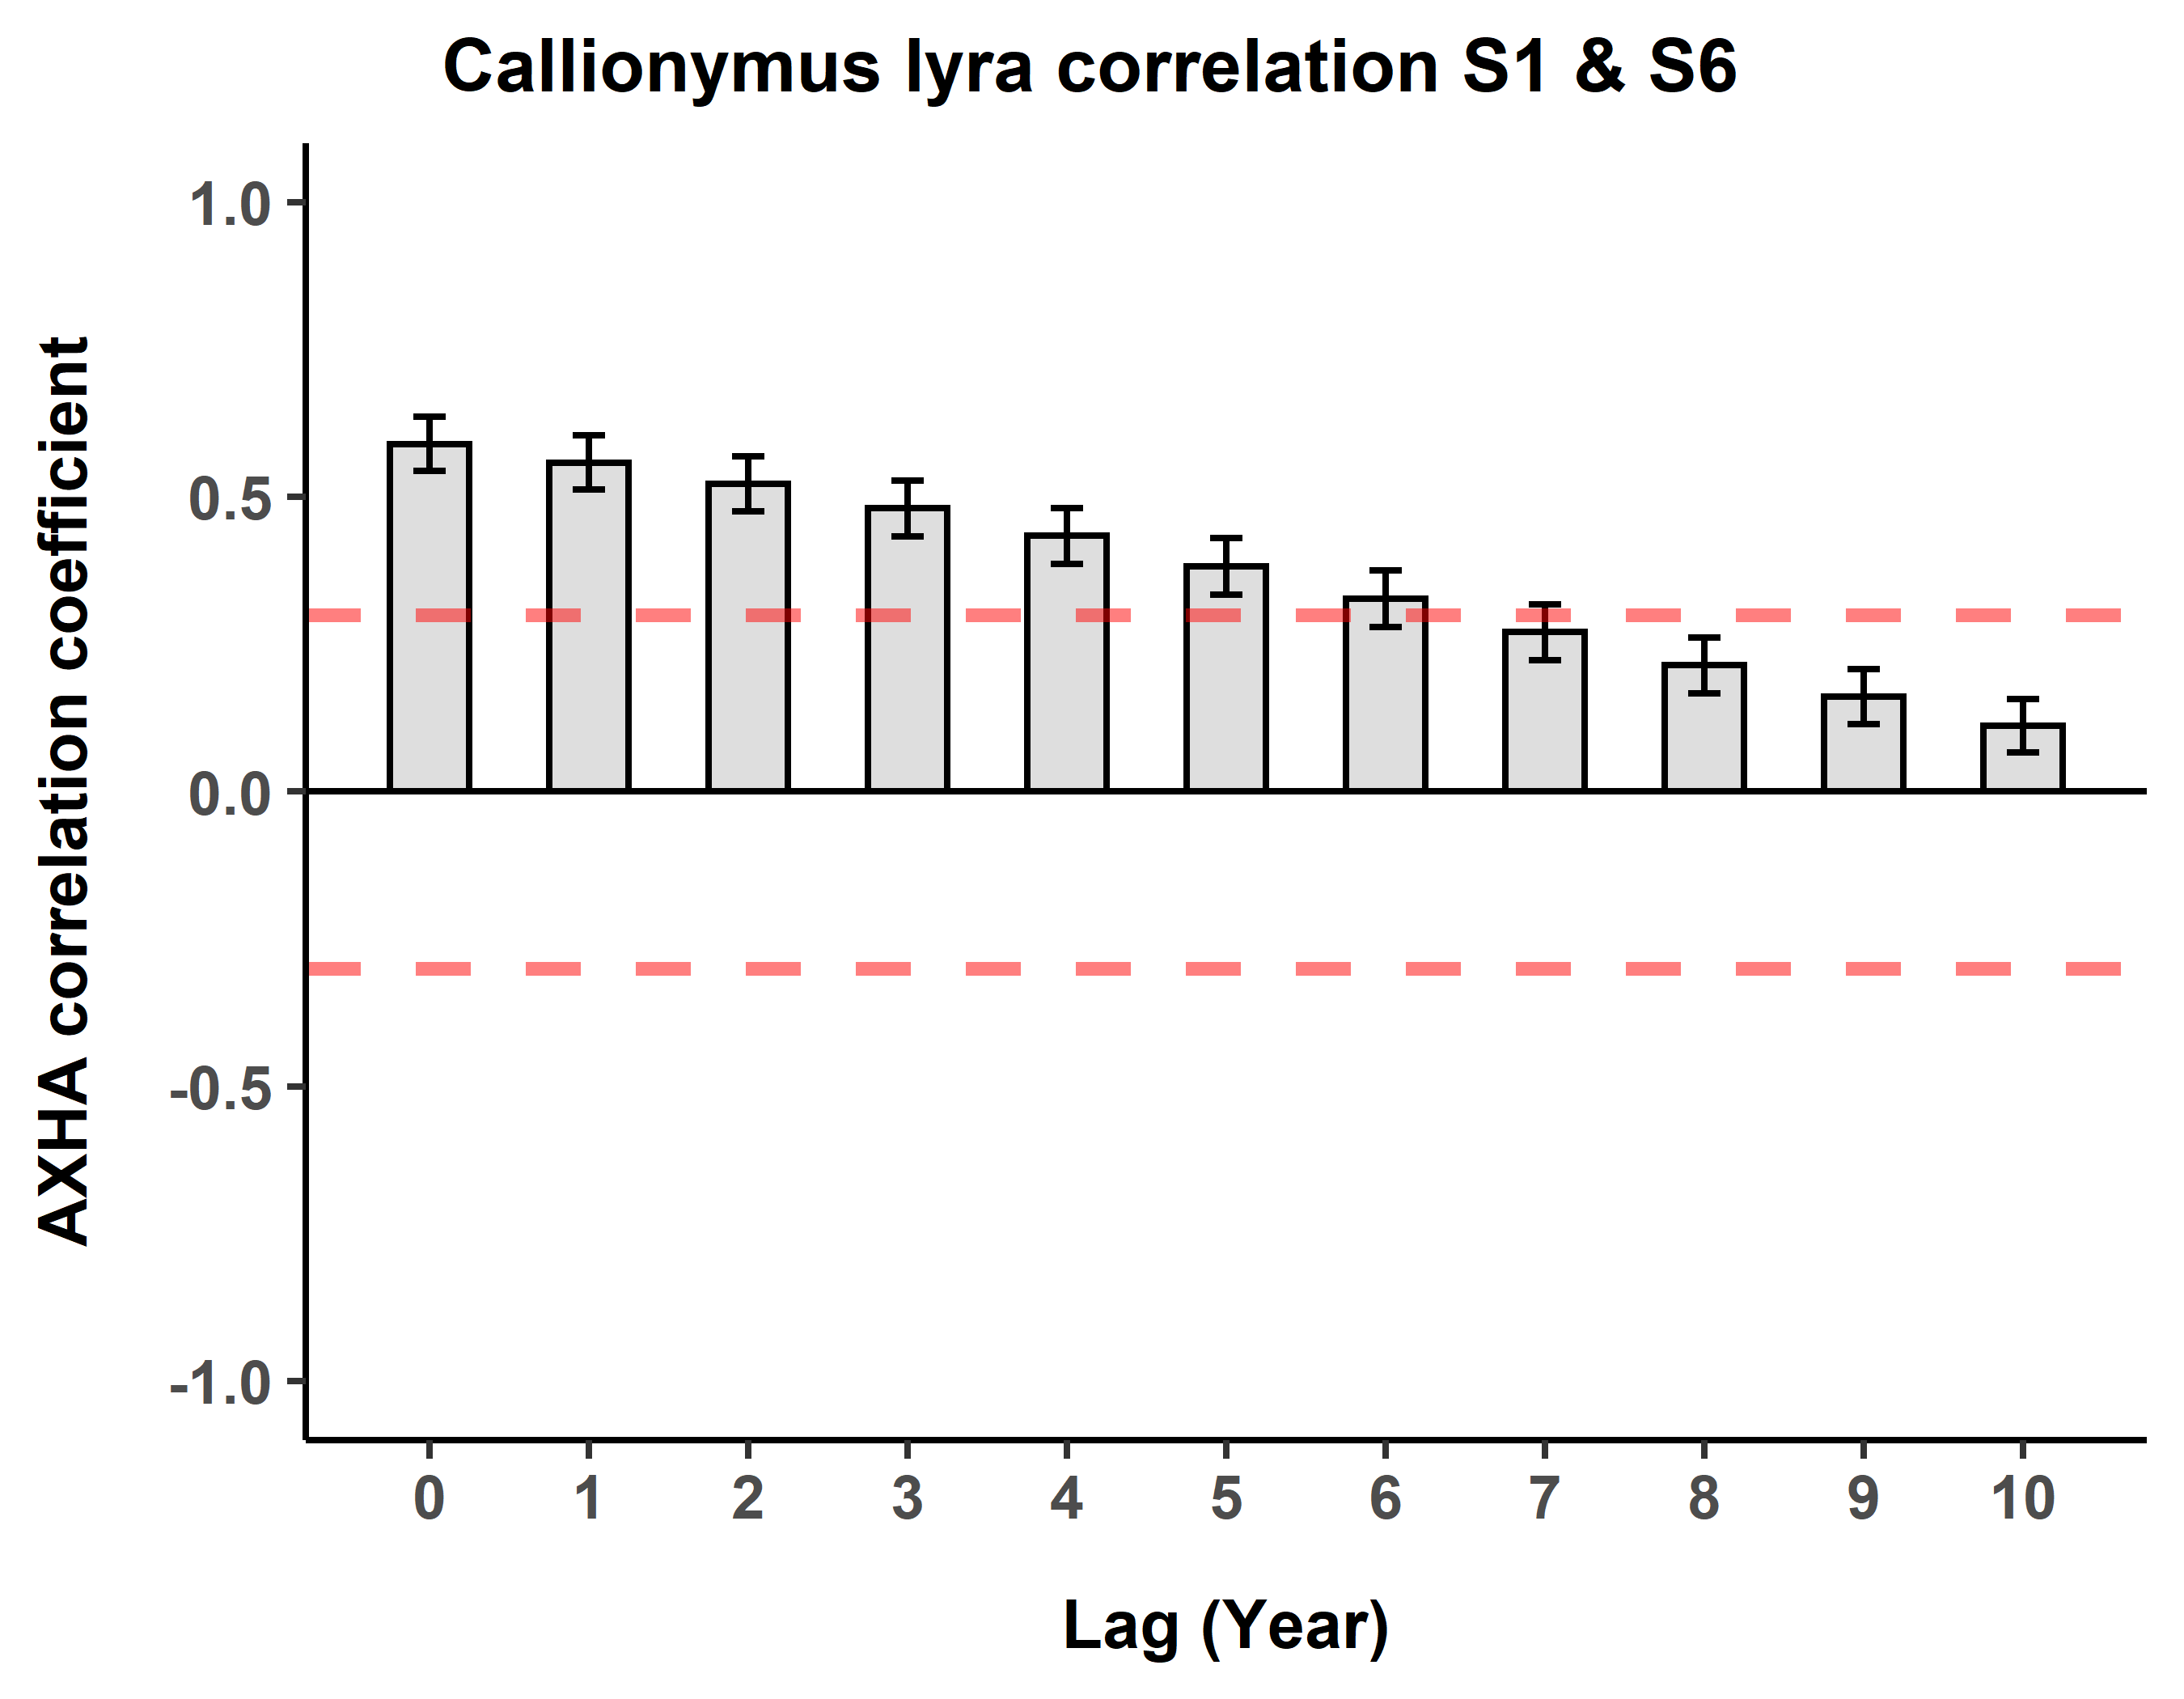 Callionymus lyra correlation S1 & S6
AXHA correlation coefficient
1.0
0.5
0.0
-0.5
-1.0
0 1 2 3 4 5 6 7 8 9 10
Lag (Year)